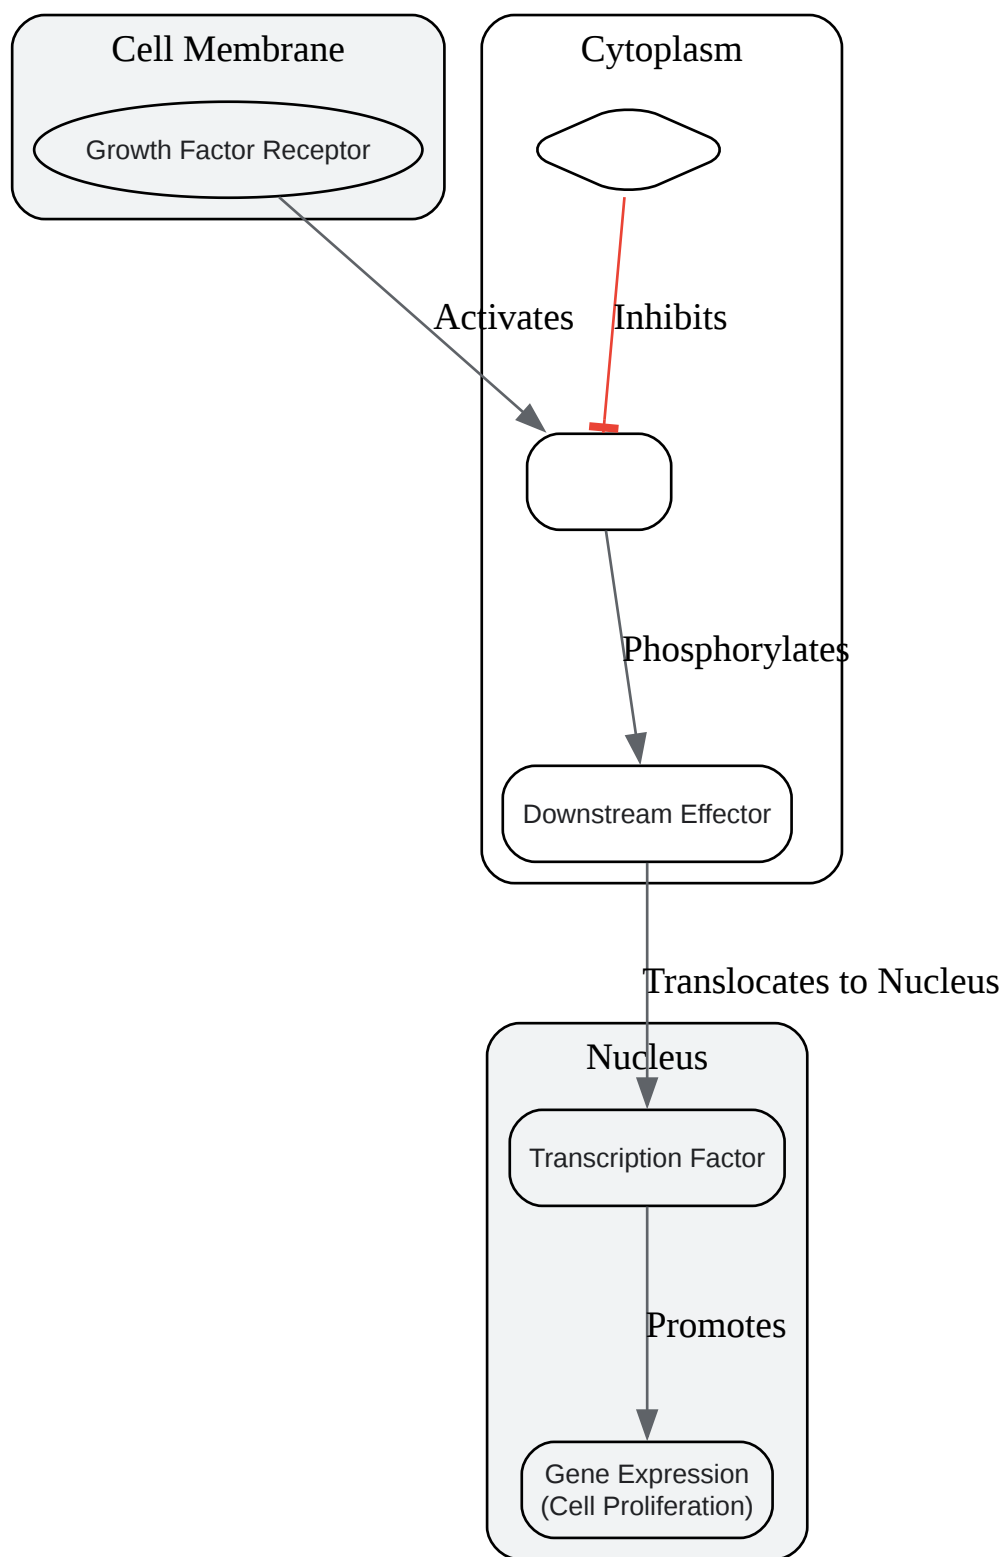 Cell Membrane
Cytoplasm
Growth Factor Receptor
Activates
Inhibits
Phosphorylates
Downstream Effector
Translocates to Nucleus
Nucleus
Transcription Factor
Promotes
Gene Expression
(Cell Proliferation)